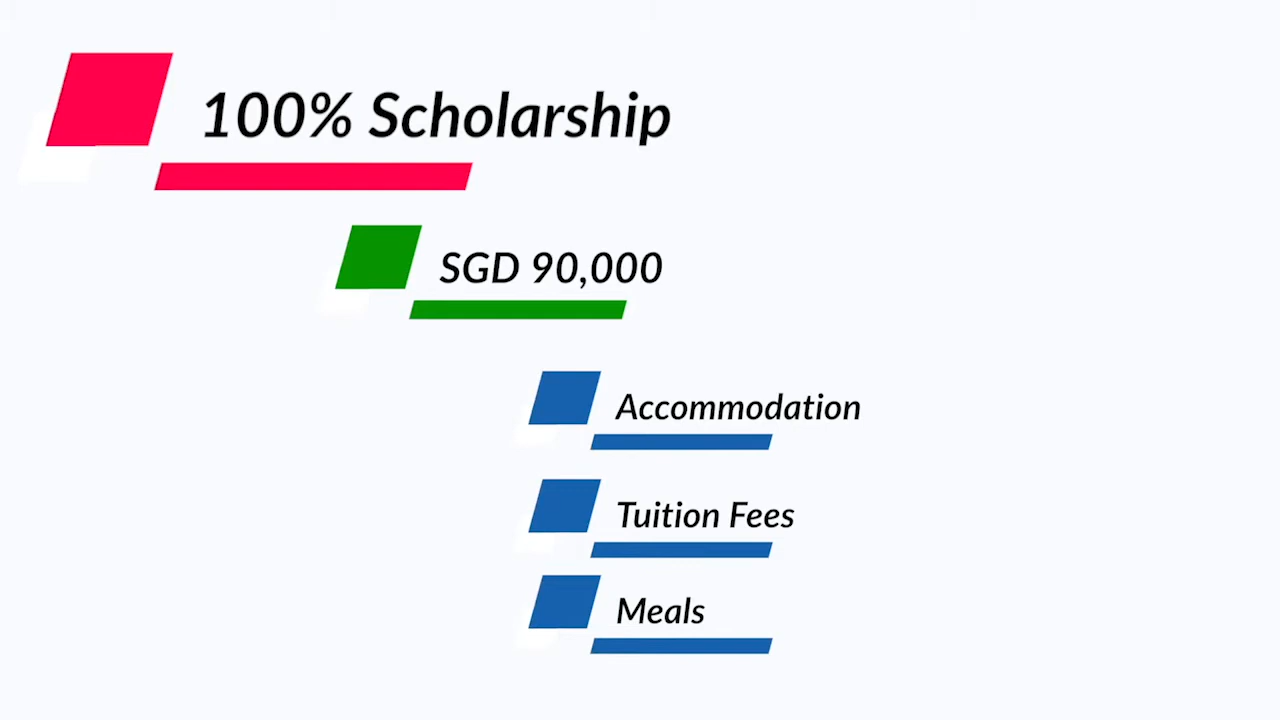 100% Scholarship
SGD 90,000
Accommodation
Tuition Fees
Meals